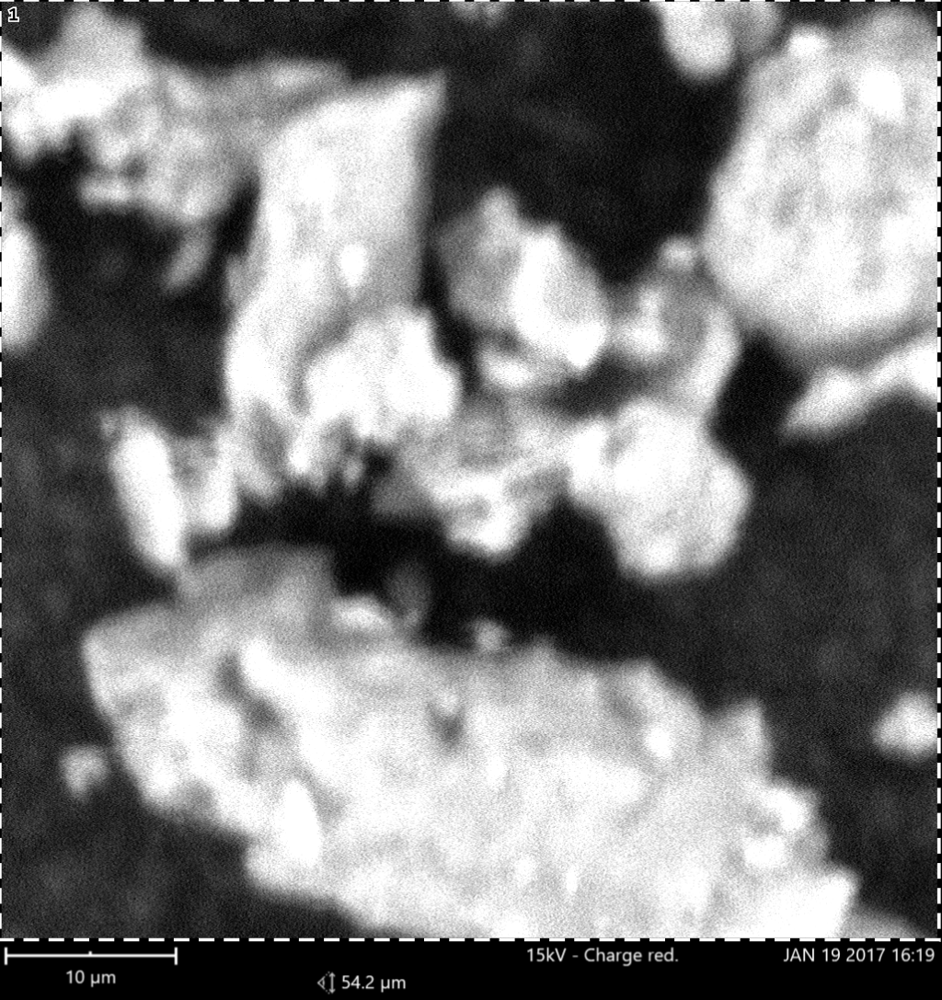 1
15kV - Charge red.
JAN 19 2017 16:19
10 µm
54.2 µm